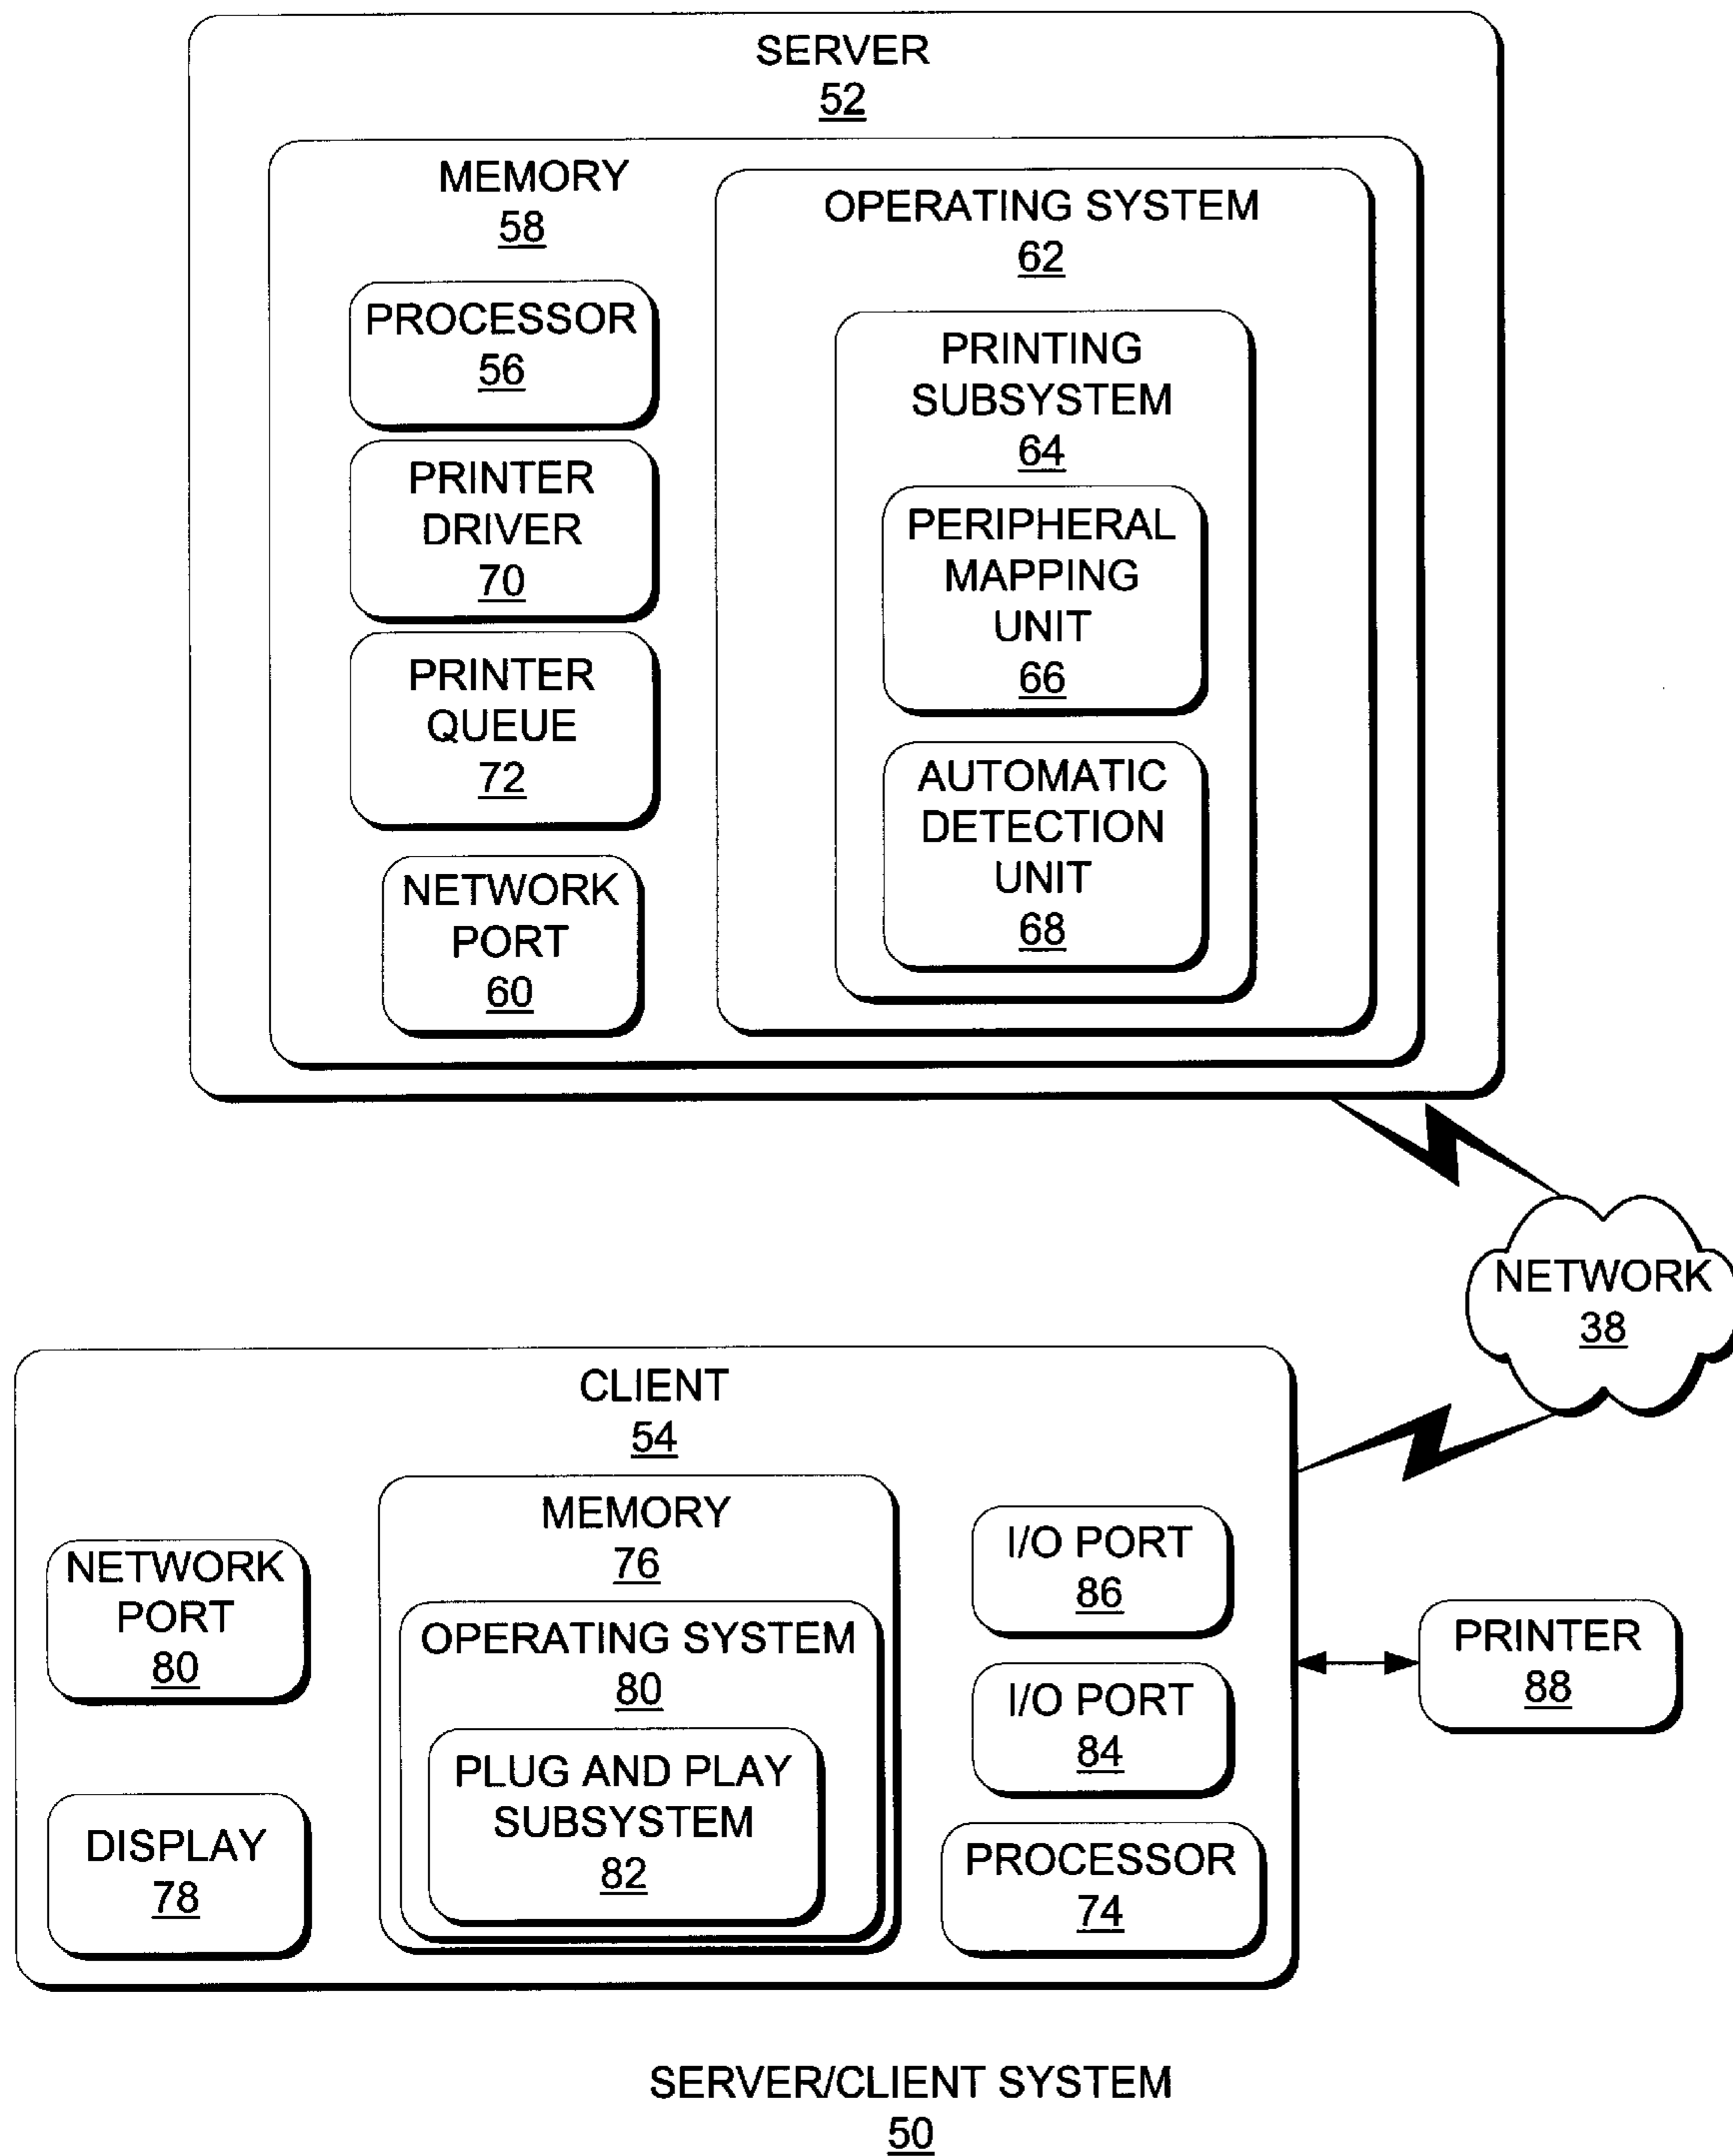 SERVER
52
MEMORY
58
PROCESSOR
56
PRINTER
DRIVER
70
PRINTER
QUEUE
72
NETWORK
PORT
60
OPERATING SYSTEM
62
PRINTING
SUBSYSTEM
64
PERIPHERAL
MAPPING
UNIT
66
AUTOMATIC
DETECTION
UNIT
68
NETWORK
38
CLIENT
54
NETWORK
PORT
80
DISPLAY
78
MEMORY
76
OPERATING SYSTEM
80
PLUG AND PLAY
SUBSYSTEM
82
I/O PORT
86
I/O PORT
84
PROCESSOR
74
PRINTER
88
SERVER/CLIENT SYSTEM
50